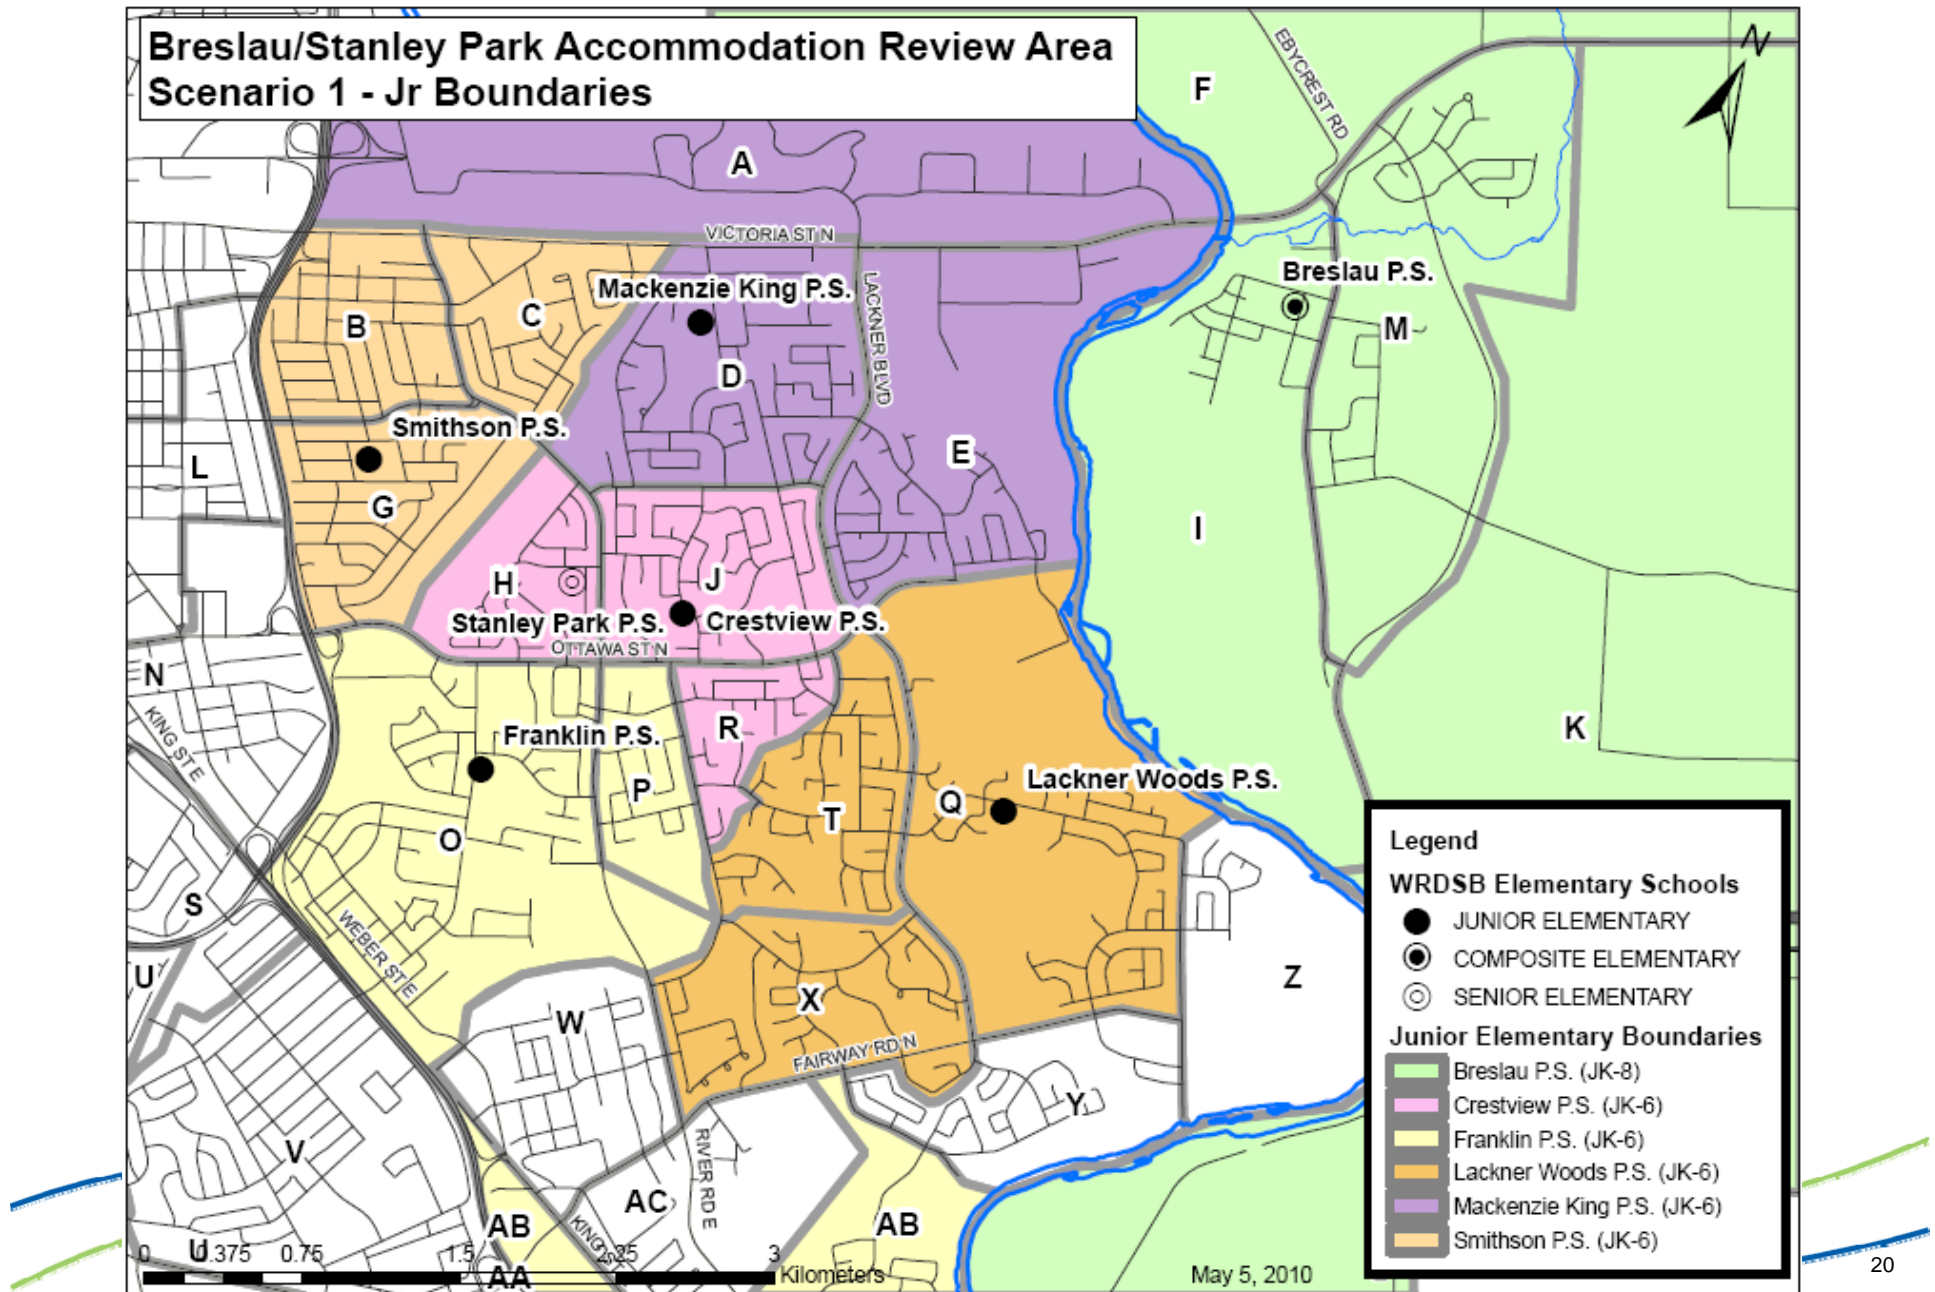 Breslau/Stanley Park Accommodation Review Area
Scenario 1 - Jr Boundaries
N
F
EBYCREST RD
A
VICTORIA ST N
Breslau P.S.
Mackenzie King P.S.
LACKNER BLVD
B
C
M
D
Smithson P.S.
E
L
G
I
H
J
Stanley Park P.S.
Crestview P.S.
OTTAWA ST N
N
KING ST E
Franklin P.S.
R
K
P
Lackner Woods P.S.
Q
T
O
S
WEBER ST E
U
X
Z
W
FAIRWAY RD N
Y
V
RIVER RD E
AC
AB
KING ST
AB
U
AA
0 0.375 0.75 1.5 2.25 3
Kilometers
May 5, 2010
Legend
WRDSB Elementary Schools
JUNIOR ELEMENTARY
COMPOSITE ELEMENTARY
SENIOR ELEMENTARY
Junior Elementary Boundaries
Breslau P.S. (JK-8)
Crestview P.S. (JK-6)
Franklin P.S. (JK-6)
Lackner Woods P.S. (JK-6)
Mackenzie King P.S. (JK-6)
Smithson P.S. (JK-6)
20